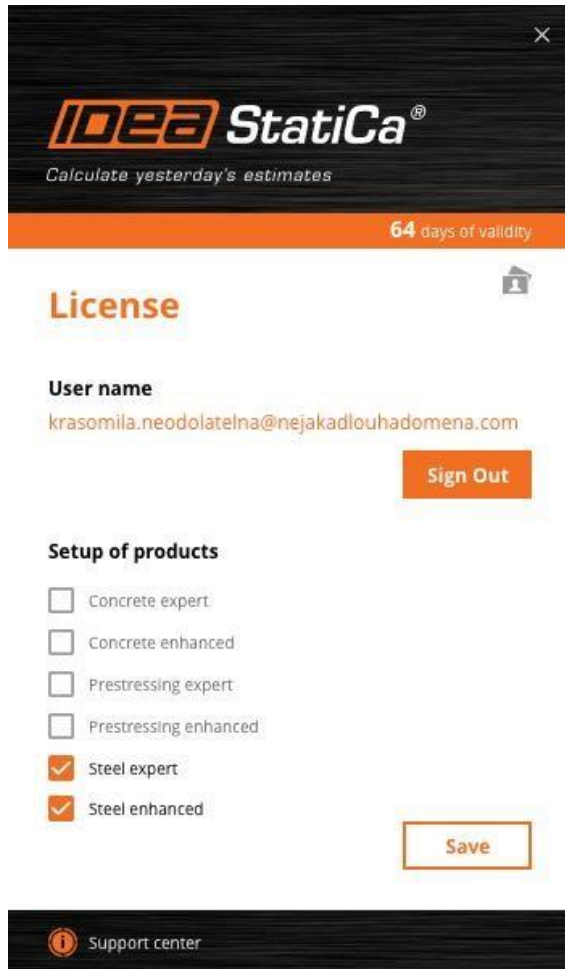 IDEA StatiCa®
Calculate yesterday's estimates
64 days of validity
License
User name
krasomila.neodolatelna@nejakadlouhadomena.com
Sign Out
Setup of products
Concrete expert
Concrete enhanced
Prestressing expert
Prestressing enhanced
Steel expert
Steel enhanced
Save
Support center